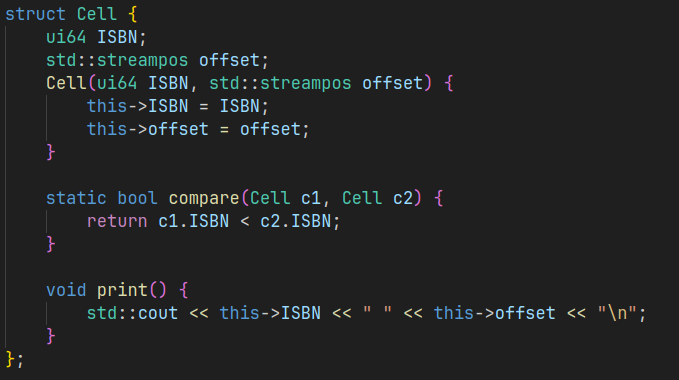 struct Cell {
    ui64 ISBN;
    std::streampos offset;
    Cell(ui64 ISBN, std::streampos offset) {
        this->ISBN = ISBN;
        this->offset = offset;
    }

    static bool compare(Cell c1, Cell c2) {
        return c1.ISBN < c2.ISBN;
    }

    void print() {
        std::cout << this->ISBN << " " << this->offset << "\n";
    }
};